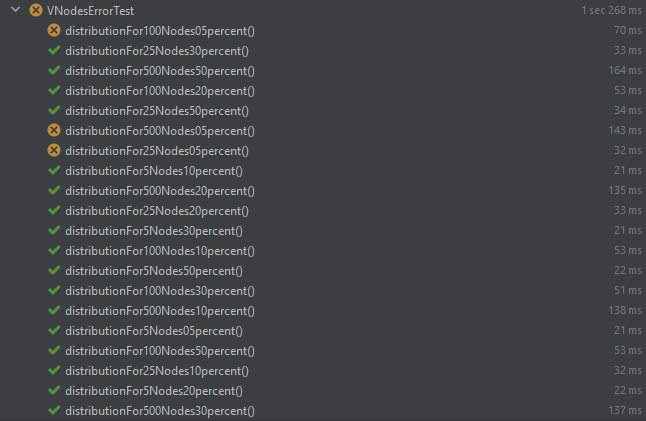 VNodesErrorTest 1 sec 268 ms
distributionFor100Nodes05percent() 70 ms
distributionFor25Nodes30percent() 33 ms
distributionFor500Nodes50percent() 164 ms
distributionFor100Nodes20percent() 53 ms
distributionFor25Nodes50percent() 34 ms
distributionFor500Nodes05percent() 143 ms
distributionFor25Nodes05percent() 32 ms
distributionFor5Nodes10percent() 21 ms
distributionFor500Nodes20percent() 135 ms
distributionFor25Nodes20percent() 33 ms
distributionFor5Nodes30percent() 21 ms
distributionFor100Nodes10percent() 53 ms
distributionFor5Nodes50percent() 22 ms
distributionFor100Nodes30percent() 51 ms
distributionFor500Nodes10percent() 138 ms
distributionFor5Nodes05percent() 21 ms
distributionFor100Nodes50percent() 53 ms
distributionFor25Nodes10percent() 32 ms
distributionFor5Nodes20percent() 22 ms
distributionFor500Nodes30percent() 137 ms